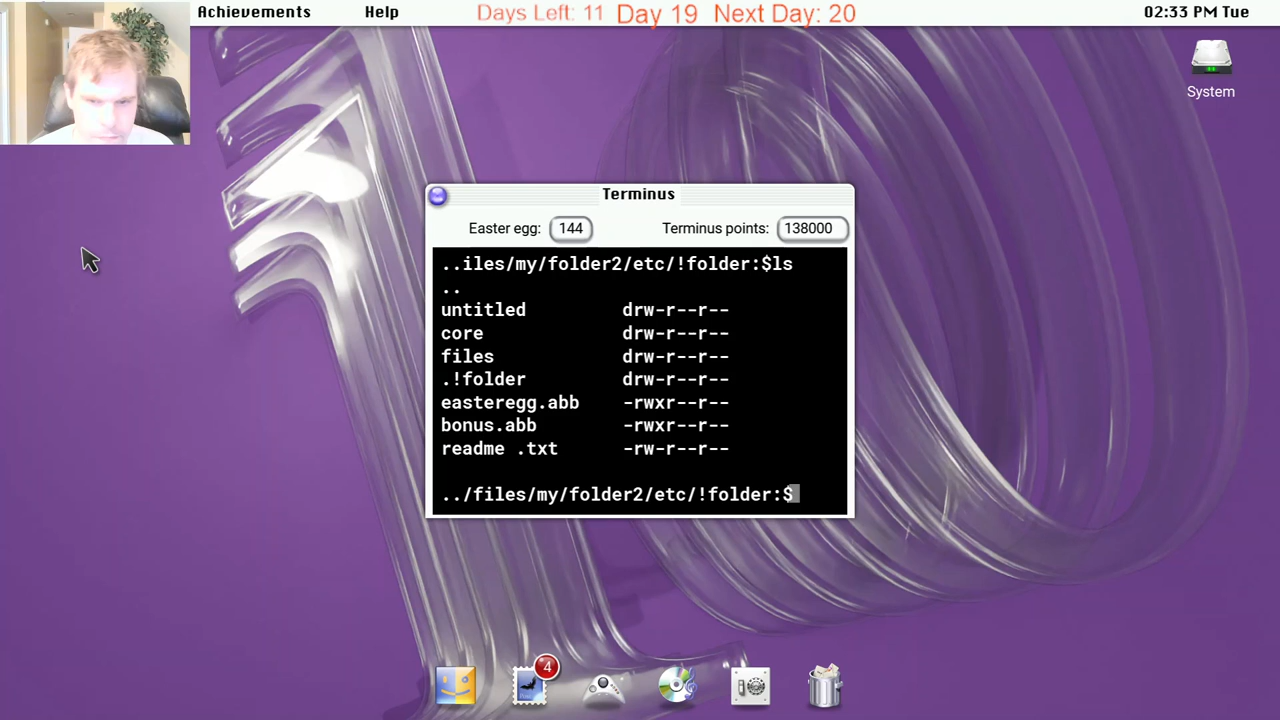 Achievements Help Days Left: 11 Day 19 Next Day: 20 02:33 PM Tue
System
Terminus
Easter egg: 144 Terminus points: 138000
..iles/my/folder2/etc/!folder:$ls
..
untitled drw-r--r--
core drw-r--r--
files drw-r--r--
.!folder drw-r--r--
easteregg.abb -rwxr--r--
bonus.abb -rwxr--r--
readme .txt -rw-r--r--
../files/my/folder2/etc/!folder:$
4